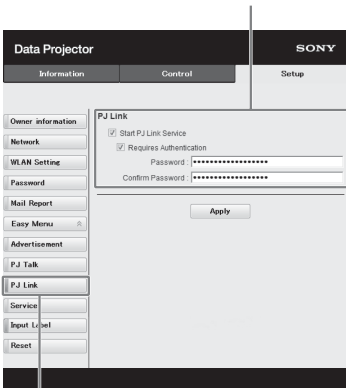 Data Projector
SONY
Information
Control
Setup
Owner information
Network
WLAN Setting
Password
Mail Report
Easy Menu
Advertisement
PJ Talk
PJ Link
Service
Input Label
Reset
PJ Link
Start PJ Link Service
Requires Authentication
Password : ••••••••••••••••••
Confirm Password : ••••••••••••••••••
Apply